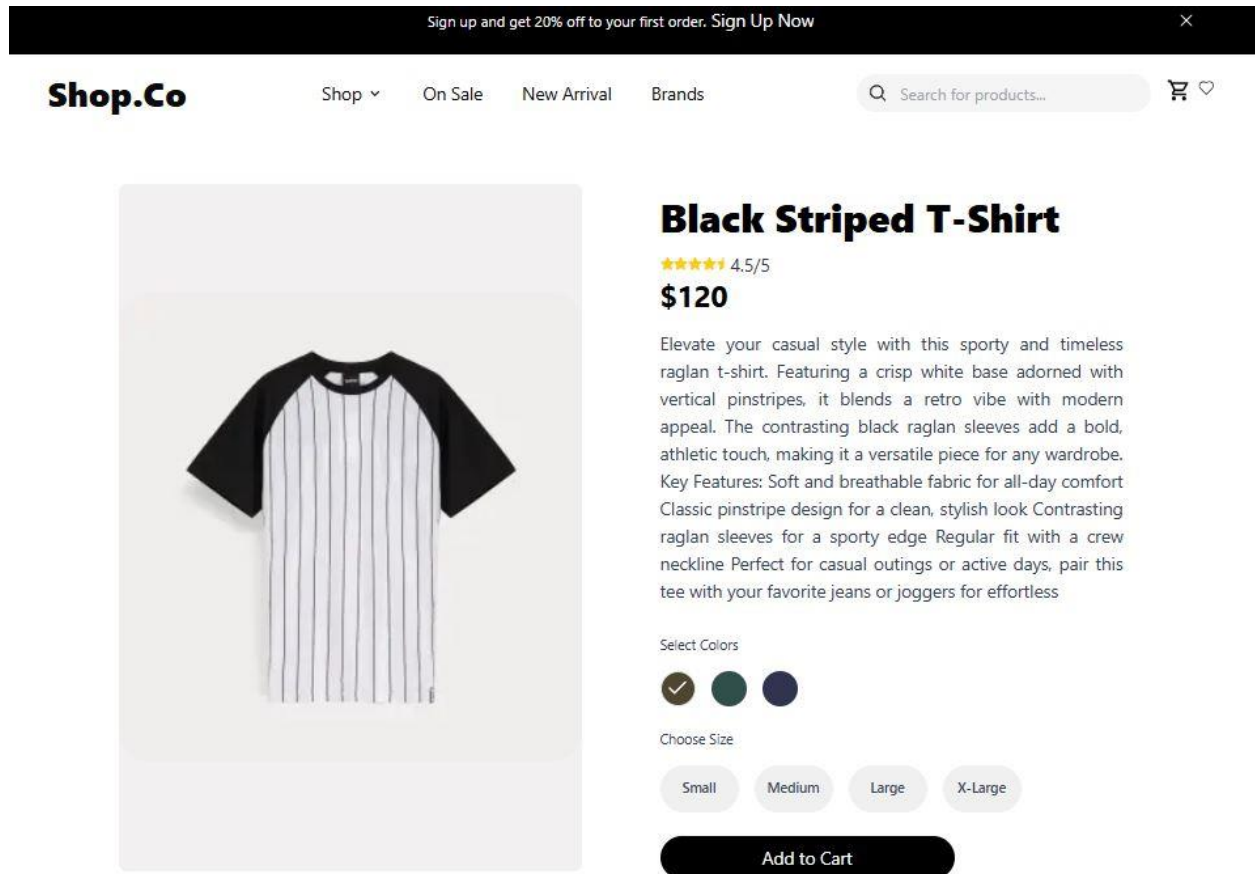 Sign up and get 20% off to your first order. Sign Up Now
Shop.Co
Shop
On Sale
New Arrival
Brands
Search for products...
Black Striped T-Shirt
4.5/5
$120
Elevate your casual style with this sporty and timeless
raglan t-shirt. Featuring a crisp white base adorned with
vertical pinstripes, it blends a retro vibe with modern
appeal. The contrasting black raglan sleeves add a bold,
athletic touch, making it a versatile piece for any wardrobe.
Key Features: Soft and breathable fabric for all-day comfort
Classic pinstripe design for a clean, stylish look Contrasting
raglan sleeves for a sporty edge Regular fit with a crew
neckline Perfect for casual outings or active days, pair this
tee with your favorite jeans or joggers for effortless
Select Colors
Choose Size
Small
Medium
Large
X-Large
Add to Cart